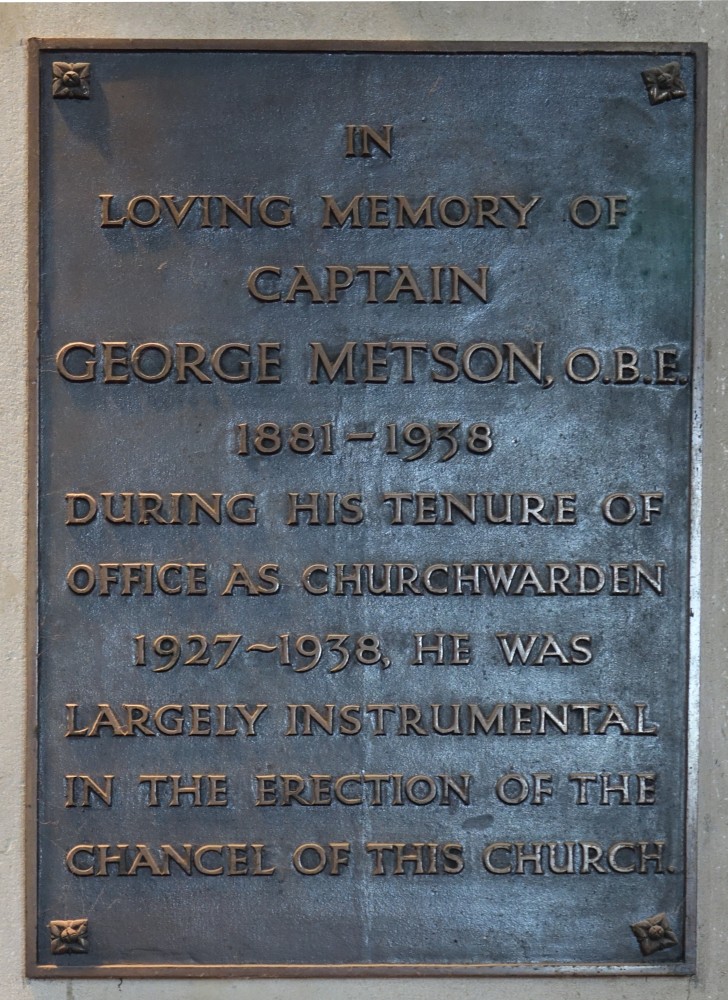 IN
LOVING MEMORY OF
CAPTAIN
GEORGE METSON, O.B.E.
1881-1938
DURING HIS TENURE OF
OFFICE AS CHURCHWARDEN
1927~1938, HE WAS
LARGELY INSTRUMENTAL
IN THE ERECTION OF THE
CHANCEL OF THIS CHURCH.